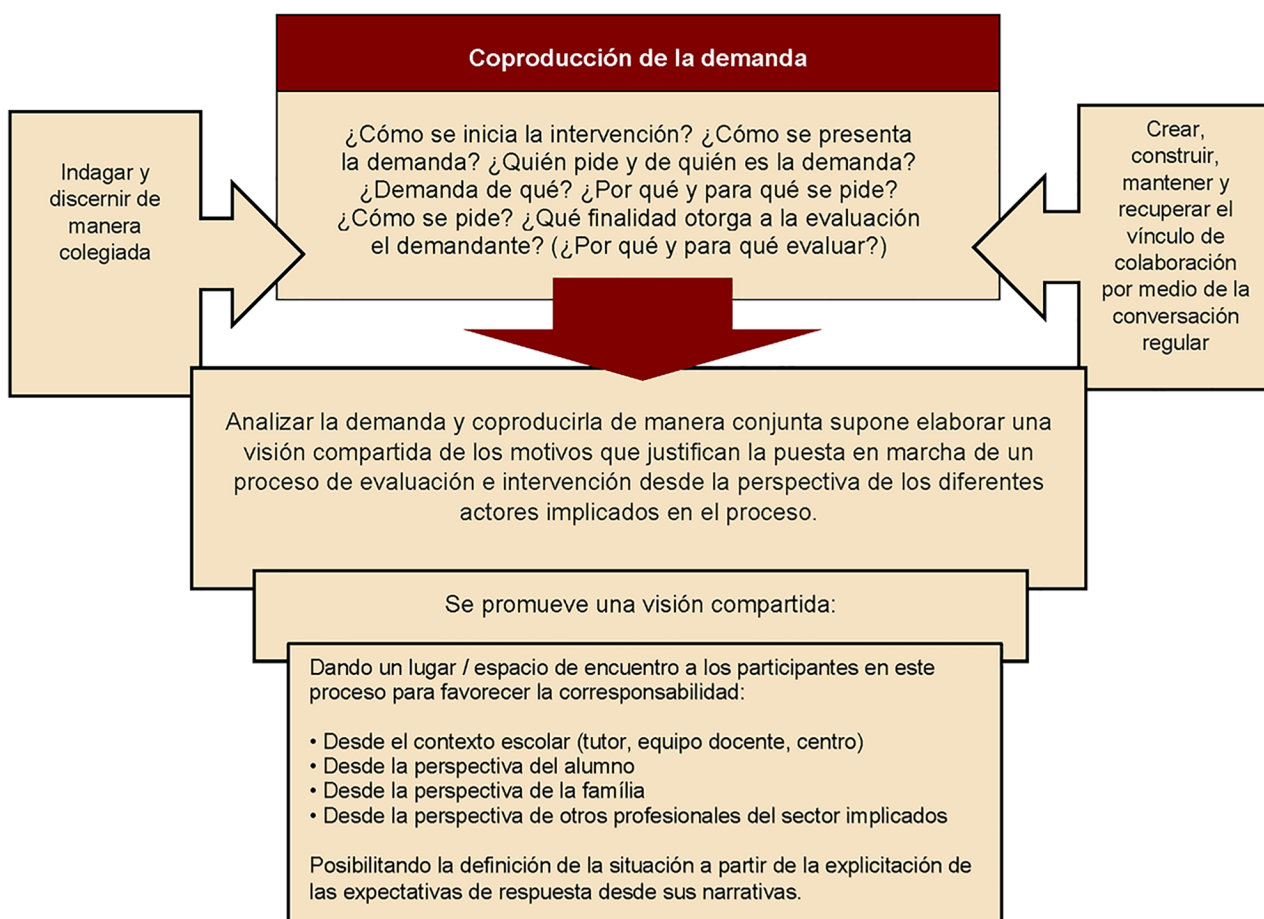 Coproducción de la demanda
Indagar y
discernir de
manera
colegiada
¿Cómo se inicia la intervención? ¿Cómo se presenta
la demanda? ¿Quién pide y de quién es la demanda?
¿Demanda de qué? ¿Por qué y para qué se pide?
¿Cómo se pide? ¿Qué finalidad otorga a la evaluación
el demandante? (¿Por qué y para qué evaluar?)
Crear,
construir,
mantener y
recuperar el
vínculo de
colaboración
por medio de la
conversación
regular
Analizar la demanda y coproducirla de manera conjunta supone elaborar una
visión compartida de los motivos que justifican la puesta en marcha de un
proceso de evaluación e intervención desde la perspectiva de los diferentes
actores implicados en el proceso.
Se promueve una visión compartida:
Dando un lugar / espacio de encuentro a los participantes en este
proceso para favorecer la corresponsabilidad:
• Desde el contexto escolar (tutor, equipo docente, centro)
• Desde la perspectiva del alumno
• Desde la perspectiva de la família
• Desde la perspectiva de otros profesionales del sector implicados
Posibilitando la definición de la situación a partir de la explicitación de
las expectativas de respuesta desde sus narrativas.